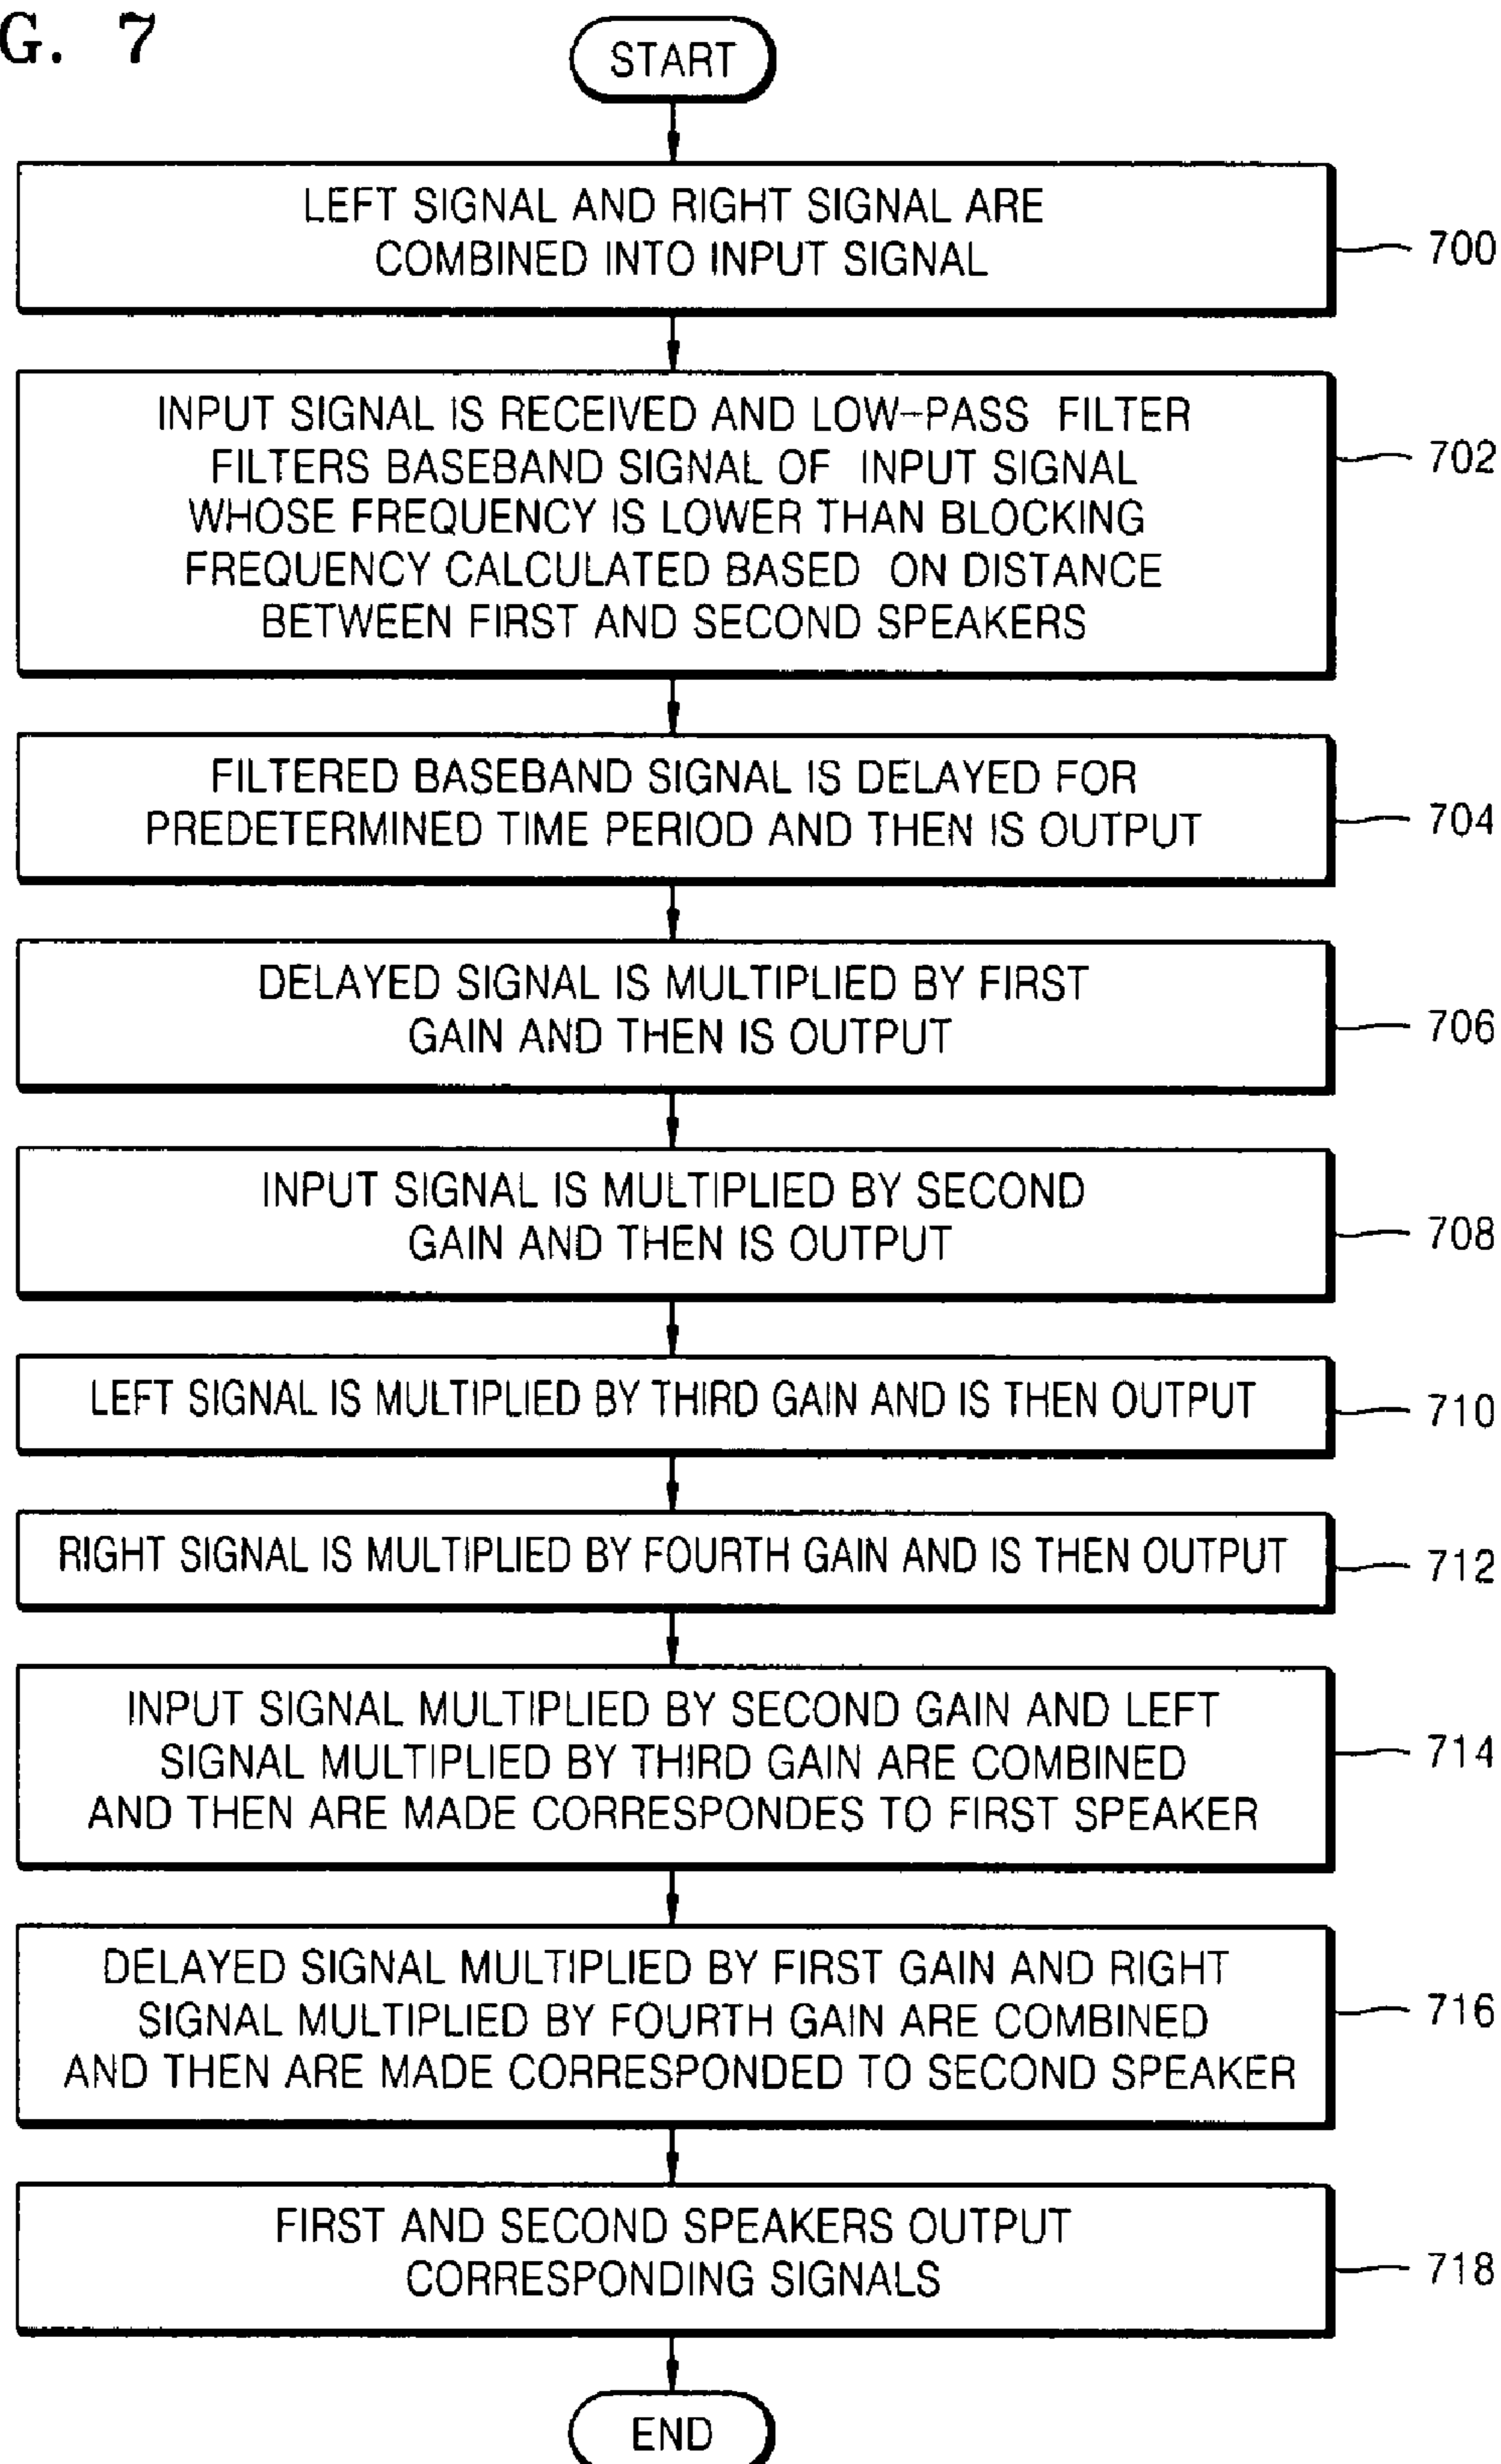 G. 7
START
LEFT SIGNAL AND RIGHT SIGNAL ARE
COMBINED INTO INPUT SIGNAL
700
INPUT SIGNAL IS RECEIVED AND LOW-PASS FILTER
FILTERS BASEBAND SIGNAL OF INPUT SIGNAL
WHOSE FREQUENCY IS LOWER THAN BLOCKING
FREQUENCY CALCULATED BASED ON DISTANCE
BETWEEN FIRST AND SECOND SPEAKERS
702
FILTERED BASEBAND SIGNAL IS DELAYED FOR
PREDETERMINED TIME PERIOD AND THEN IS OUTPUT
704
DELAYED SIGNAL IS MULTIPLIED BY FIRST
GAIN AND THEN IS OUTPUT
706
INPUT SIGNAL IS MULTIPLIED BY SECOND
GAIN AND THEN IS OUTPUT
708
LEFT SIGNAL IS MULTIPLIED BY THIRD GAIN AND IS THEN OUTPUT
710
RIGHT SIGNAL IS MULTIPLIED BY FOURTH GAIN AND IS THEN OUTPUT
712
INPUT SIGNAL MULTIPLIED BY SECOND GAIN AND LEFT
SIGNAL MULTIPLIED BY THIRD GAIN ARE COMBINED
AND THEN ARE MADE CORRESPONDES TO FIRST SPEAKER
714
DELAYED SIGNAL MULTIPLIED BY FIRST GAIN AND RIGHT
SIGNAL MULTIPLIED BY FOURTH GAIN ARE COMBINED
AND THEN ARE MADE CORRESPONDED TO SECOND SPEAKER
716
FIRST AND SECOND SPEAKERS OUTPUT
CORRESPONDING SIGNALS
718
END